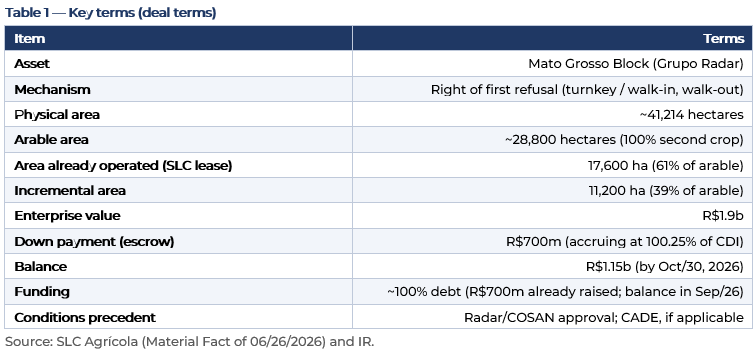 Table 1 — Key terms (deal terms)
Item Terms
Asset Mato Grosso Block (Grupo Radar)
Mechanism Right of first refusal (turnkey / walk-in, walk-out)
Physical area ~41,214 hectares
Arable area ~28,800 hectares (100% second crop)
Area already operated (SLC lease) 17,600 ha (61% of arable)
Incremental area 11,200 ha (39% of arable)
Enterprise value R$1.9b
Down payment (escrow) R$700m (accruing at 100.25% of CDI)
Balance R$1.15b (by Oct/30, 2026)
Funding ~100% debt (R$700m already raised; balance in Sep/26)
Conditions precedent Radar/COSAN approval; CADE, if applicable
Source: SLC Agrícola (Material Fact of 06/26/2026) and IR.